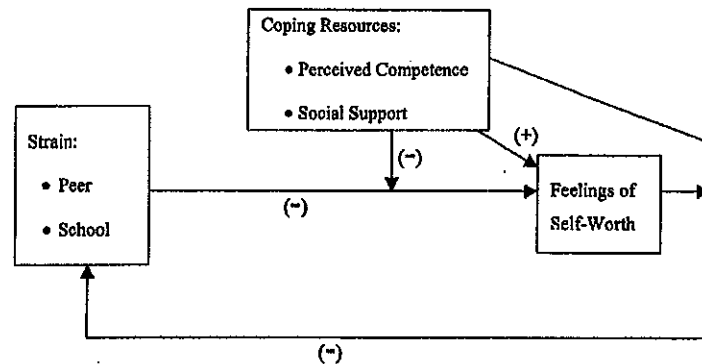 Coping Resources:
• Perceived Competence
• Social Support
(+)
(-)
Strain:
• Peer
• School
(-)
Feelings of
Self-Worth
(-)